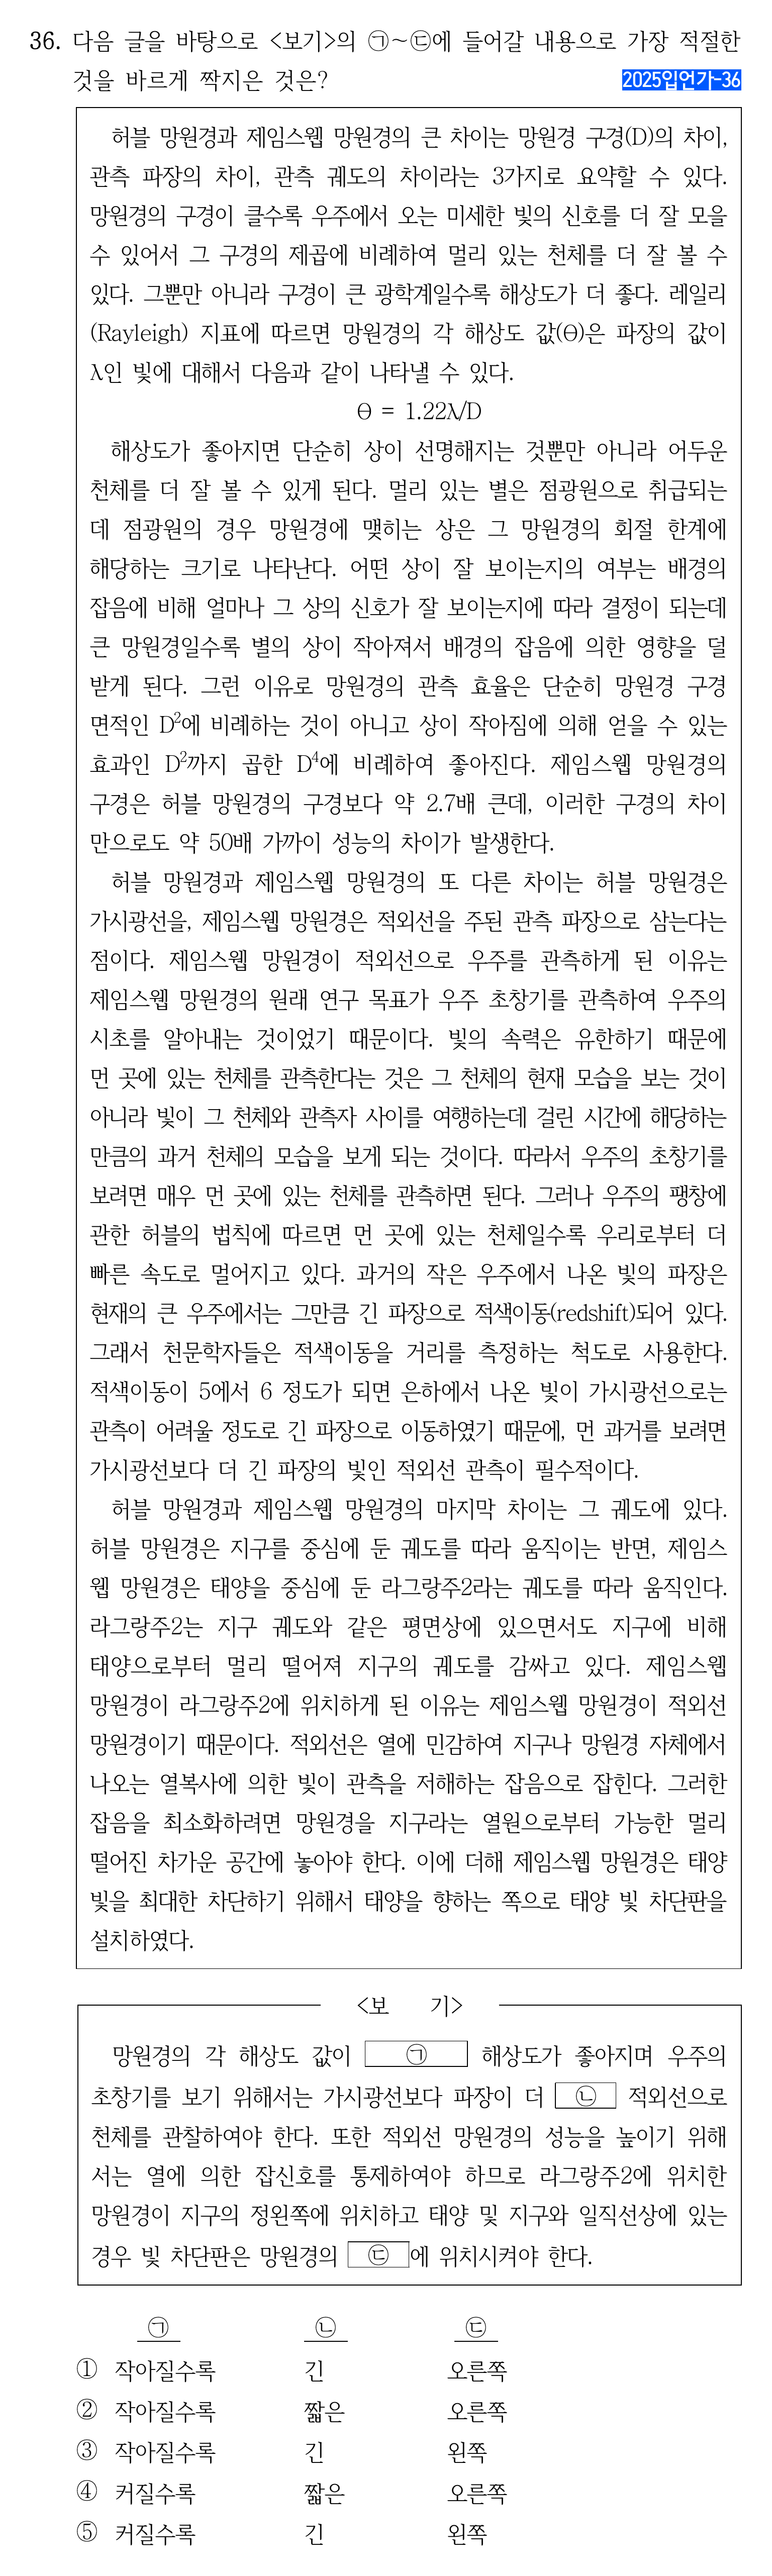 36. 다음 글을 바탕으로 <보기>의 ㉠~㉢에 들어갈 내용으로 가장 적절한
것을 바르게 짝지은 것은?
2025입언가-36
허블 망원경과 제임스웹 망원경의 큰 차이는 망원경 구경(D)의 차이,
관측 파장의 차이, 관측 궤도의 차이라는 3가지로 요약할 수 있다.
망원경의 구경이 클수록 우주에서 오는 미세한 빛의 신호를 더 잘 모을
수 있어서 그 구경의 제곱에 비례하여 멀리 있는 천체를 더 잘 볼 수
있다. 그뿐만 아니라 구경이 큰 광학계일수록 해상도가 더 좋다. 레일리
(Rayleigh) 지표에 따르면 망원경의 각 해상도 값(Θ)은 파장의 값이
λ인 빛에 대해서 다음과 같이 나타낼 수 있다.
Θ = 1.22λ/D
해상도가 좋아지면 단순히 상이 선명해지는 것뿐만 아니라 어두운
천체를 더 잘 볼 수 있게 된다. 멀리 있는 별은 점광원으로 취급되는
데 점광원의 경우 망원경에 맺히는 상은 그 망원경의 회절 한계에
해당하는 크기로 나타난다. 어떤 상이 잘 보이는지의 여부는 배경의
잡음에 비해 얼마나 그 상의 신호가 잘 보이는지에 따라 결정이 되는데
큰 망원경일수록 별의 상이 작아져서 배경의 잡음에 의한 영향을 덜
받게 된다. 그런 이유로 망원경의 관측 효율은 단순히 망원경 구경
면적인 D²에 비례하는 것이 아니고 상이 작아짐에 의해 얻을 수 있는
효과인 D²까지 곱한 D⁴에 비례하여 좋아진다. 제임스웹 망원경의
구경은 허블 망원경의 구경보다 약 2.7배 큰데, 이러한 구경의 차이
만으로도 약 50배 가까이 성능의 차이가 발생한다.
허블 망원경과 제임스웹 망원경의 또 다른 차이는 허블 망원경은
가시광선을, 제임스웹 망원경은 적외선을 주된 관측 파장으로 삼는다는
점이다. 제임스웹 망원경이 적외선으로 우주를 관측하게 된 이유는
제임스웹 망원경의 원래 연구 목표가 우주 초창기를 관측하여 우주의
시초를 알아내는 것이었기 때문이다. 빛의 속력은 유한하기 때문에
먼 곳에 있는 천체를 관측한다는 것은 그 천체의 현재 모습을 보는 것이
아니라 빛이 그 천체와 관측자 사이를 여행하는데 걸린 시간에 해당하는
만큼의 과거 천체의 모습을 보게 되는 것이다. 따라서 우주의 초창기를
보려면 매우 먼 곳에 있는 천체를 관측하면 된다. 그러나 우주의 팽창에
관한 허블의 법칙에 따르면 먼 곳에 있는 천체일수록 우리로부터 더
빠른 속도로 멀어지고 있다. 과거의 작은 우주에서 나온 빛의 파장은
현재의 큰 우주에서는 그만큼 긴 파장으로 적색이동(redshift)되어 있다.
그래서 천문학자들은 적색이동을 거리를 측정하는 척도로 사용한다.
적색이동이 5에서 6 정도가 되면 은하에서 나온 빛이 가시광선으로는
관측이 어려울 정도로 긴 파장으로 이동하였기 때문에, 먼 과거를 보려면
가시광선보다 더 긴 파장의 빛인 적외선 관측이 필수적이다.
허블 망원경과 제임스웹 망원경의 마지막 차이는 그 궤도에 있다.
허블 망원경은 지구를 중심에 둔 궤도를 따라 움직이는 반면, 제임스
웹 망원경은 태양을 중심에 둔 라그랑주2라는 궤도를 따라 움직인다.
라그랑주2는 지구 궤도와 같은 평면상에 있으면서도 지구에 비해
태양으로부터 멀리 떨어져 지구의 궤도를 감싸고 있다. 제임스웹
망원경이 라그랑주2에 위치하게 된 이유는 제임스웹 망원경이 적외선
망원경이기 때문이다. 적외선은 열에 민감하여 지구나 망원경 자체에서
나오는 열복사에 의한 빛이 관측을 저해하는 잡음으로 잡힌다. 그러한
잡음을 최소화하려면 망원경을 지구라는 열원으로부터 가능한 멀리
떨어진 차가운 공간에 놓아야 한다. 이에 더해 제임스웹 망원경은 태양
빛을 최대한 차단하기 위해서 태양을 향하는 쪽으로 태양 빛 차단판을
설치하였다.
<보 기>
망원경의 각 해상도 값이 ㉠ 해상도가 좋아지며 우주의
초창기를 보기 위해서는 가시광선보다 파장이 더 ㉡ 적외선으로
천체를 관찰하여야 한다. 또한 적외선 망원경의 성능을 높이기 위해
서는 열에 의한 잡신호를 통제하여야 하므로 라그랑주2에 위치한
망원경이 지구의 정왼쪽에 위치하고 태양 및 지구와 일직선상에 있는
경우 빛 차단판은 망원경의 ㉢에 위치시켜야 한다.
㉠ ㉡ ㉢
① 작아질수록 긴 오른쪽
② 작아질수록 짧은 오른쪽
③ 작아질수록 긴 왼쪽
④ 커질수록 짧은 오른쪽
⑤ 커질수록 긴 왼쪽